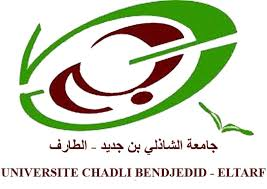 جامعة الشاذلي بن جديد - الطارف
UNIVERSITE CHADLI BENDJEDID - ELTARF